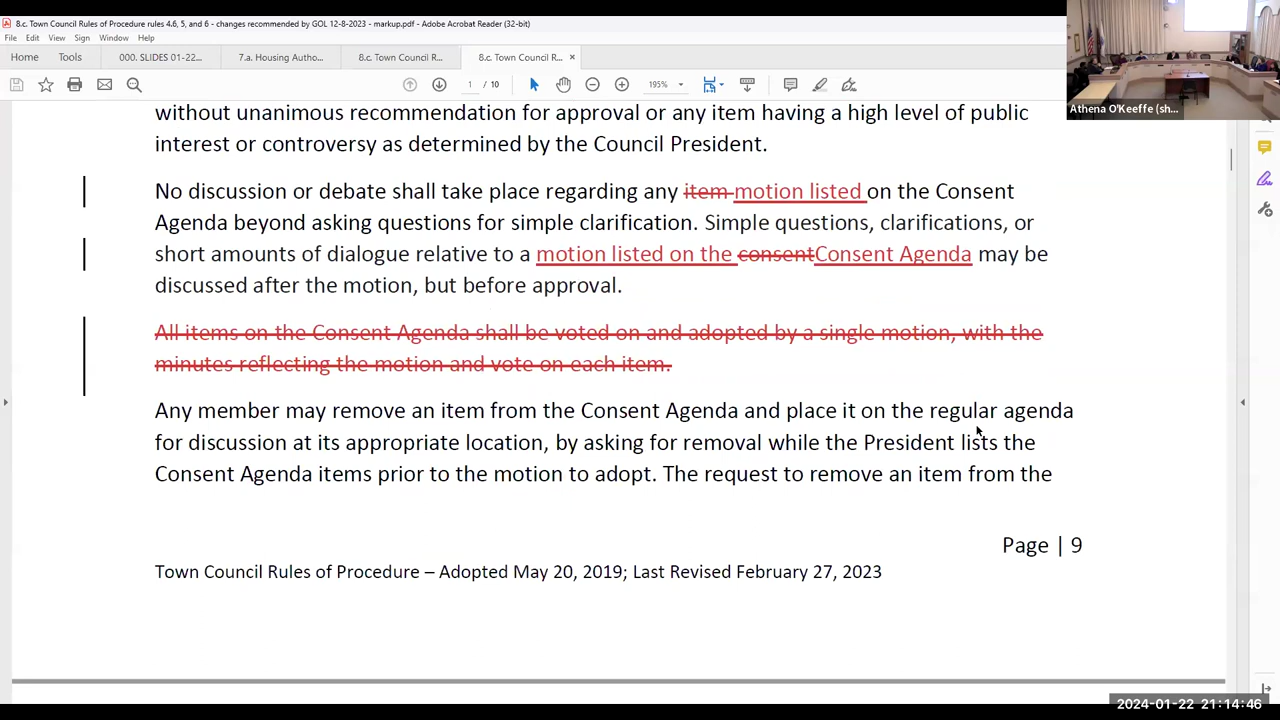 8.c. Town Council Rules of Procedure rules 4.6, 5, and 6 - changes recommended by GOL 12-8-2023 - markup.pdf - Adobe Acrobat Reader (32-bit)
File Edit View Sign Window Help
Home Tools 000. SLIDES 01-22... 7.a. Housing Autho... 8.c. Town Council R... 8.c. Town Council R... ×
1 / 10 195%
Athena O'Keeffe (sh...
without unanimous recommendation for approval or any item having a high level of public
interest or controversy as determined by the Council President.
No discussion or debate shall take place regarding any item motion listed on the Consent
Agenda beyond asking questions for simple clarification. Simple questions, clarifications, or
short amounts of dialogue relative to a motion listed on the consentConsent Agenda may be
discussed after the motion, but before approval.
All items on the Consent Agenda shall be voted on and adopted by a single motion, with the
minutes reflecting the motion and vote on each item.
Any member may remove an item from the Consent Agenda and place it on the regular agenda
for discussion at its appropriate location, by asking for removal while the President lists the
Consent Agenda items prior to the motion to adopt. The request to remove an item from the
Page | 9
Town Council Rules of Procedure – Adopted May 20, 2019; Last Revised February 27, 2023
2024-01-22 21:14:46